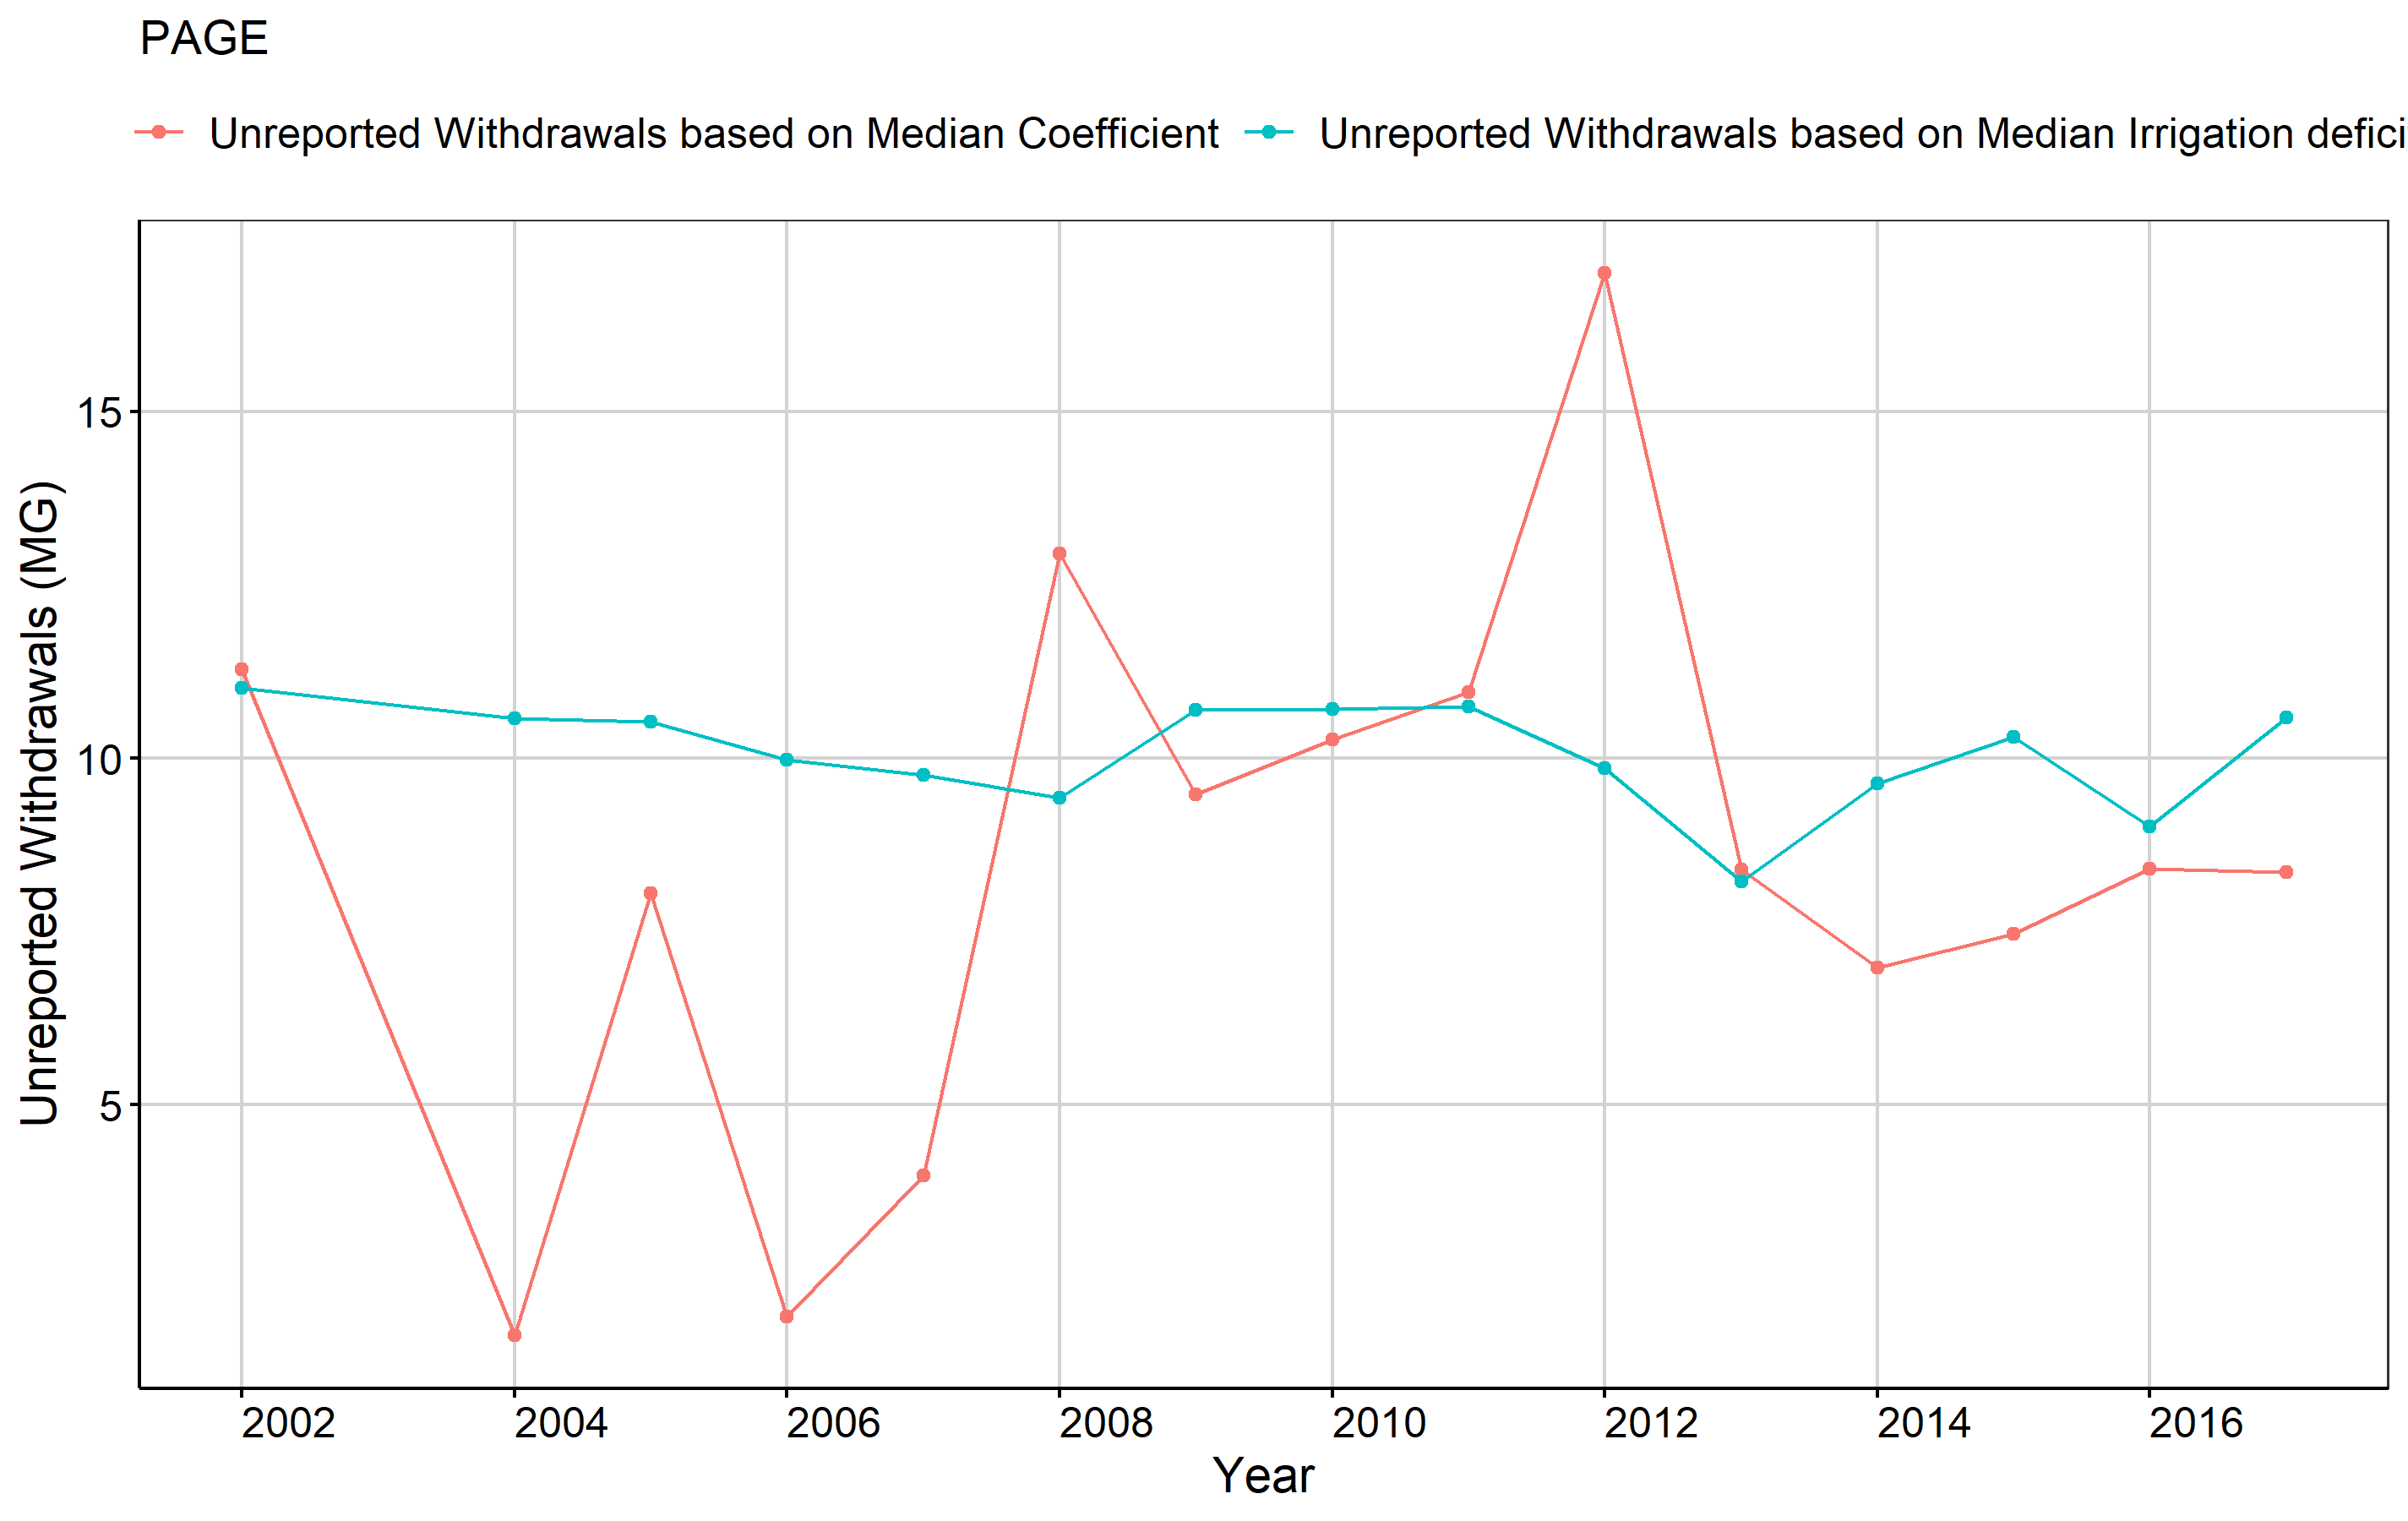 PAGE
Unreported Withdrawals based on Median Coefficient Unreported Withdrawals based on Median Irrigation defici
15
10
5
Unreported Withdrawals (MG)
2002 2004 2006 2008 2010 2012 2014 2016
Year